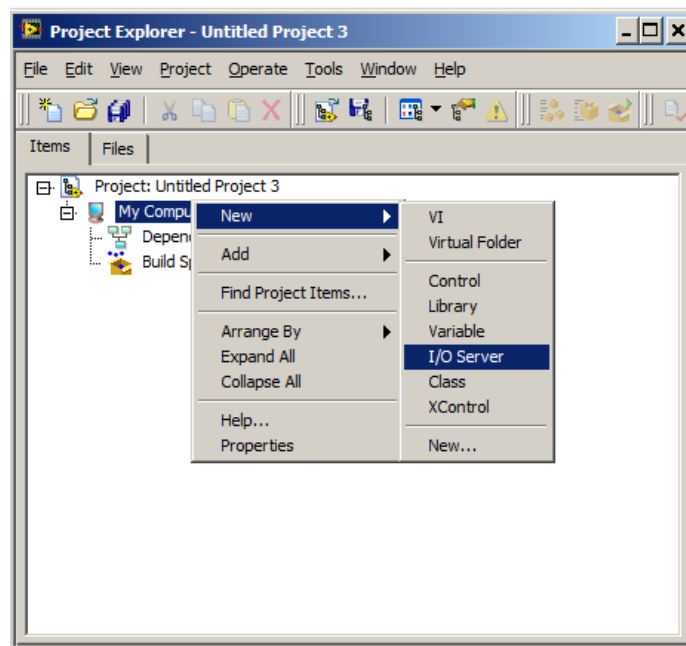 Project Explorer - Untitled Project 3
File Edit View Project Operate Tools Window Help
Items Files
Project: Untitled Project 3
My Compu
Depen
Build Sp
New
Add
Find Project Items...
Arrange By
Expand All
Collapse All
Help...
Properties
VI
Virtual Folder
Control
Library
Variable
I/O Server
Class
XControl
New...